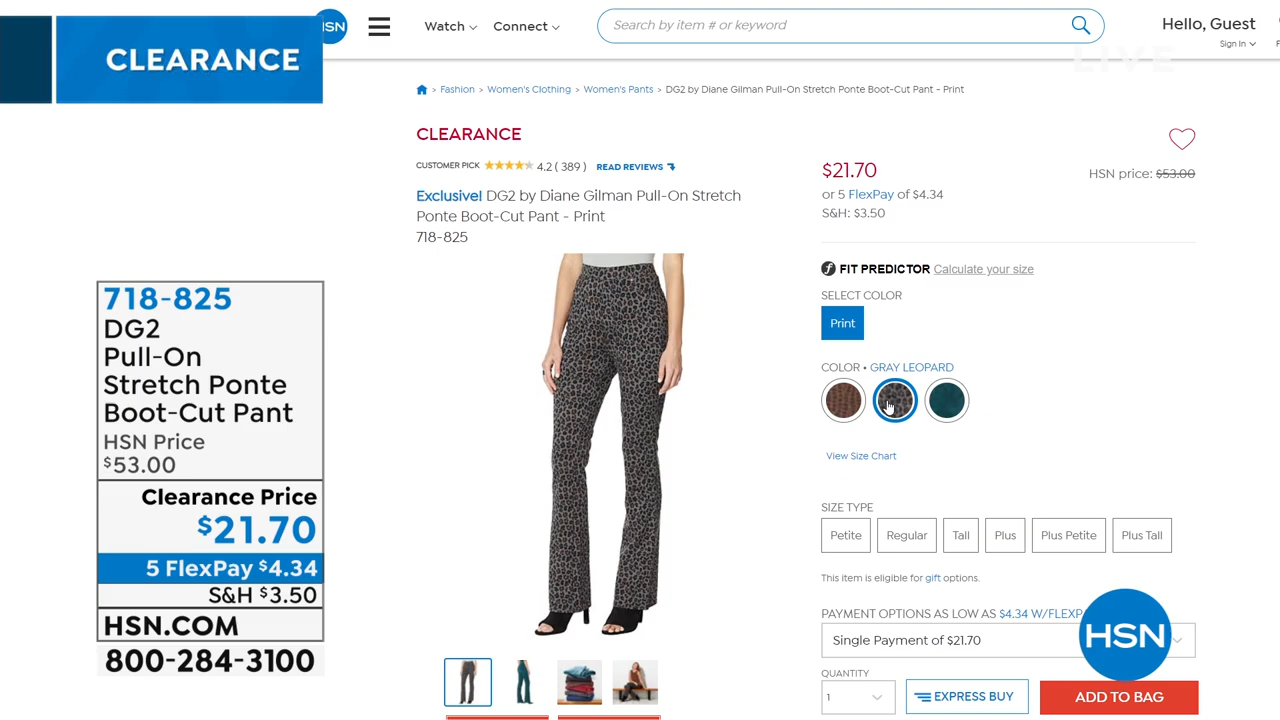 CLEARANCE
HSN
Watch
Connect
Search by item # or keyword
Hello, Guest
Sign In
LIVE
Fashion > Women's Clothing > Women's Pants > DG2 by Diane Gilman Pull-On Stretch Ponte Boot-Cut Pant - Print
CLEARANCE
CUSTOMER PICK 4.2 ( 389 ) READ REVIEWS
Exclusive! DG2 by Diane Gilman Pull-On Stretch
Ponte Boot-Cut Pant - Print
718-825
$21.70
HSN price: $53.00
or 5 FlexPay of $4.34
S&H: $3.50
FIT PREDICTOR Calculate your size
SELECT COLOR
Print
COLOR • GRAY LEOPARD
View Size Chart
SIZE TYPE
Petite
Regular
Tall
Plus
Plus Petite
Plus Tall
This item is eligible for gift options.
PAYMENT OPTIONS AS LOW AS $4.34 W/FLEXP
Single Payment of $21.70
QUANTITY
1
EXPRESS BUY
ADD TO BAG
HSN
718-825
DG2
Pull-On
Stretch Ponte
Boot-Cut Pant
HSN Price
$53.00
Clearance Price
$21.70
5 FlexPay $4.34
S&H $3.50
HSN.COM
800-284-3100